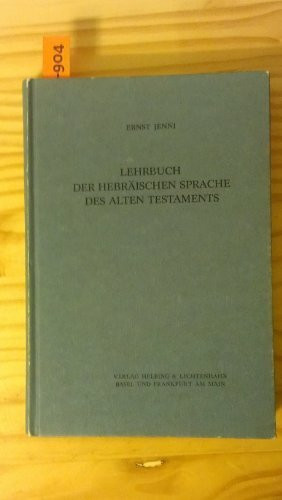 -904
ERNST JENNI
LEHRBUCH
DER HEBRÄISCHEN SPRACHE
DES ALTEN TESTAMENTS
VERLAG HELBING & LICHTENHAHN
BASEL UND FRANKFURT AM MAIN